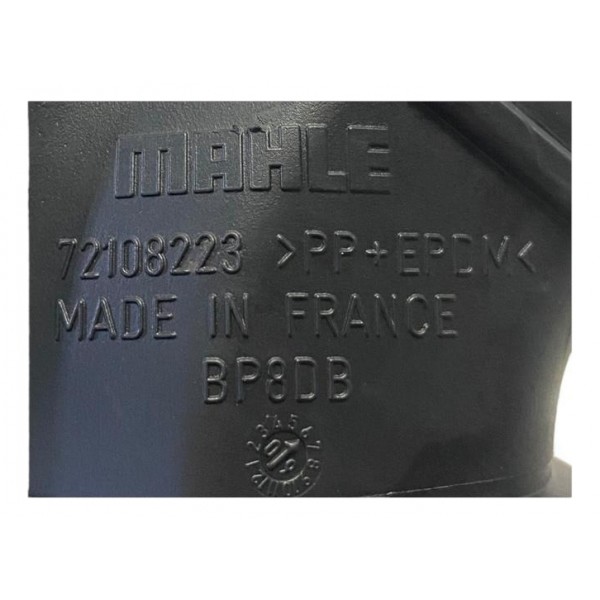 MAHLE
72108223 >PP+EPDM<
MADE IN FRANCE
BP8DB